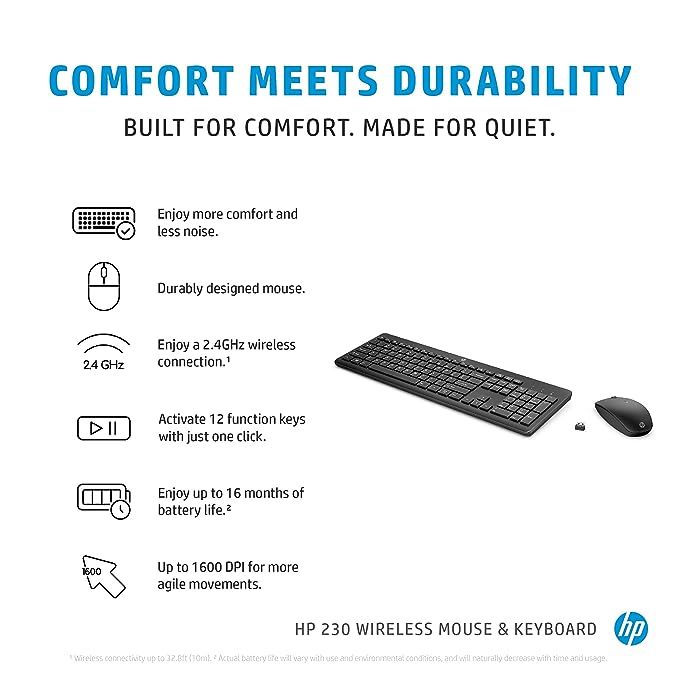 COMFORT MEETS DURABILITY
BUILT FOR COMFORT. MADE FOR QUIET.
Enjoy more comfort and
less noise.
Durably designed mouse.
2,4 GHz
Enjoy a 2.4GHz wireless
connection.¹
Activate 12 function keys
with just one click.
Enjoy up to 16 months of
battery life.²
1600
Up to 1600 DPI for more
agile movements.
HP 230 WIRELESS MOUSE & KEYBOARD
hp
¹ Wireless connectivity up to 32.8ft (10m). ² Actual battery life will vary with use and environmental conditions, and will naturally decrease with time and usage.